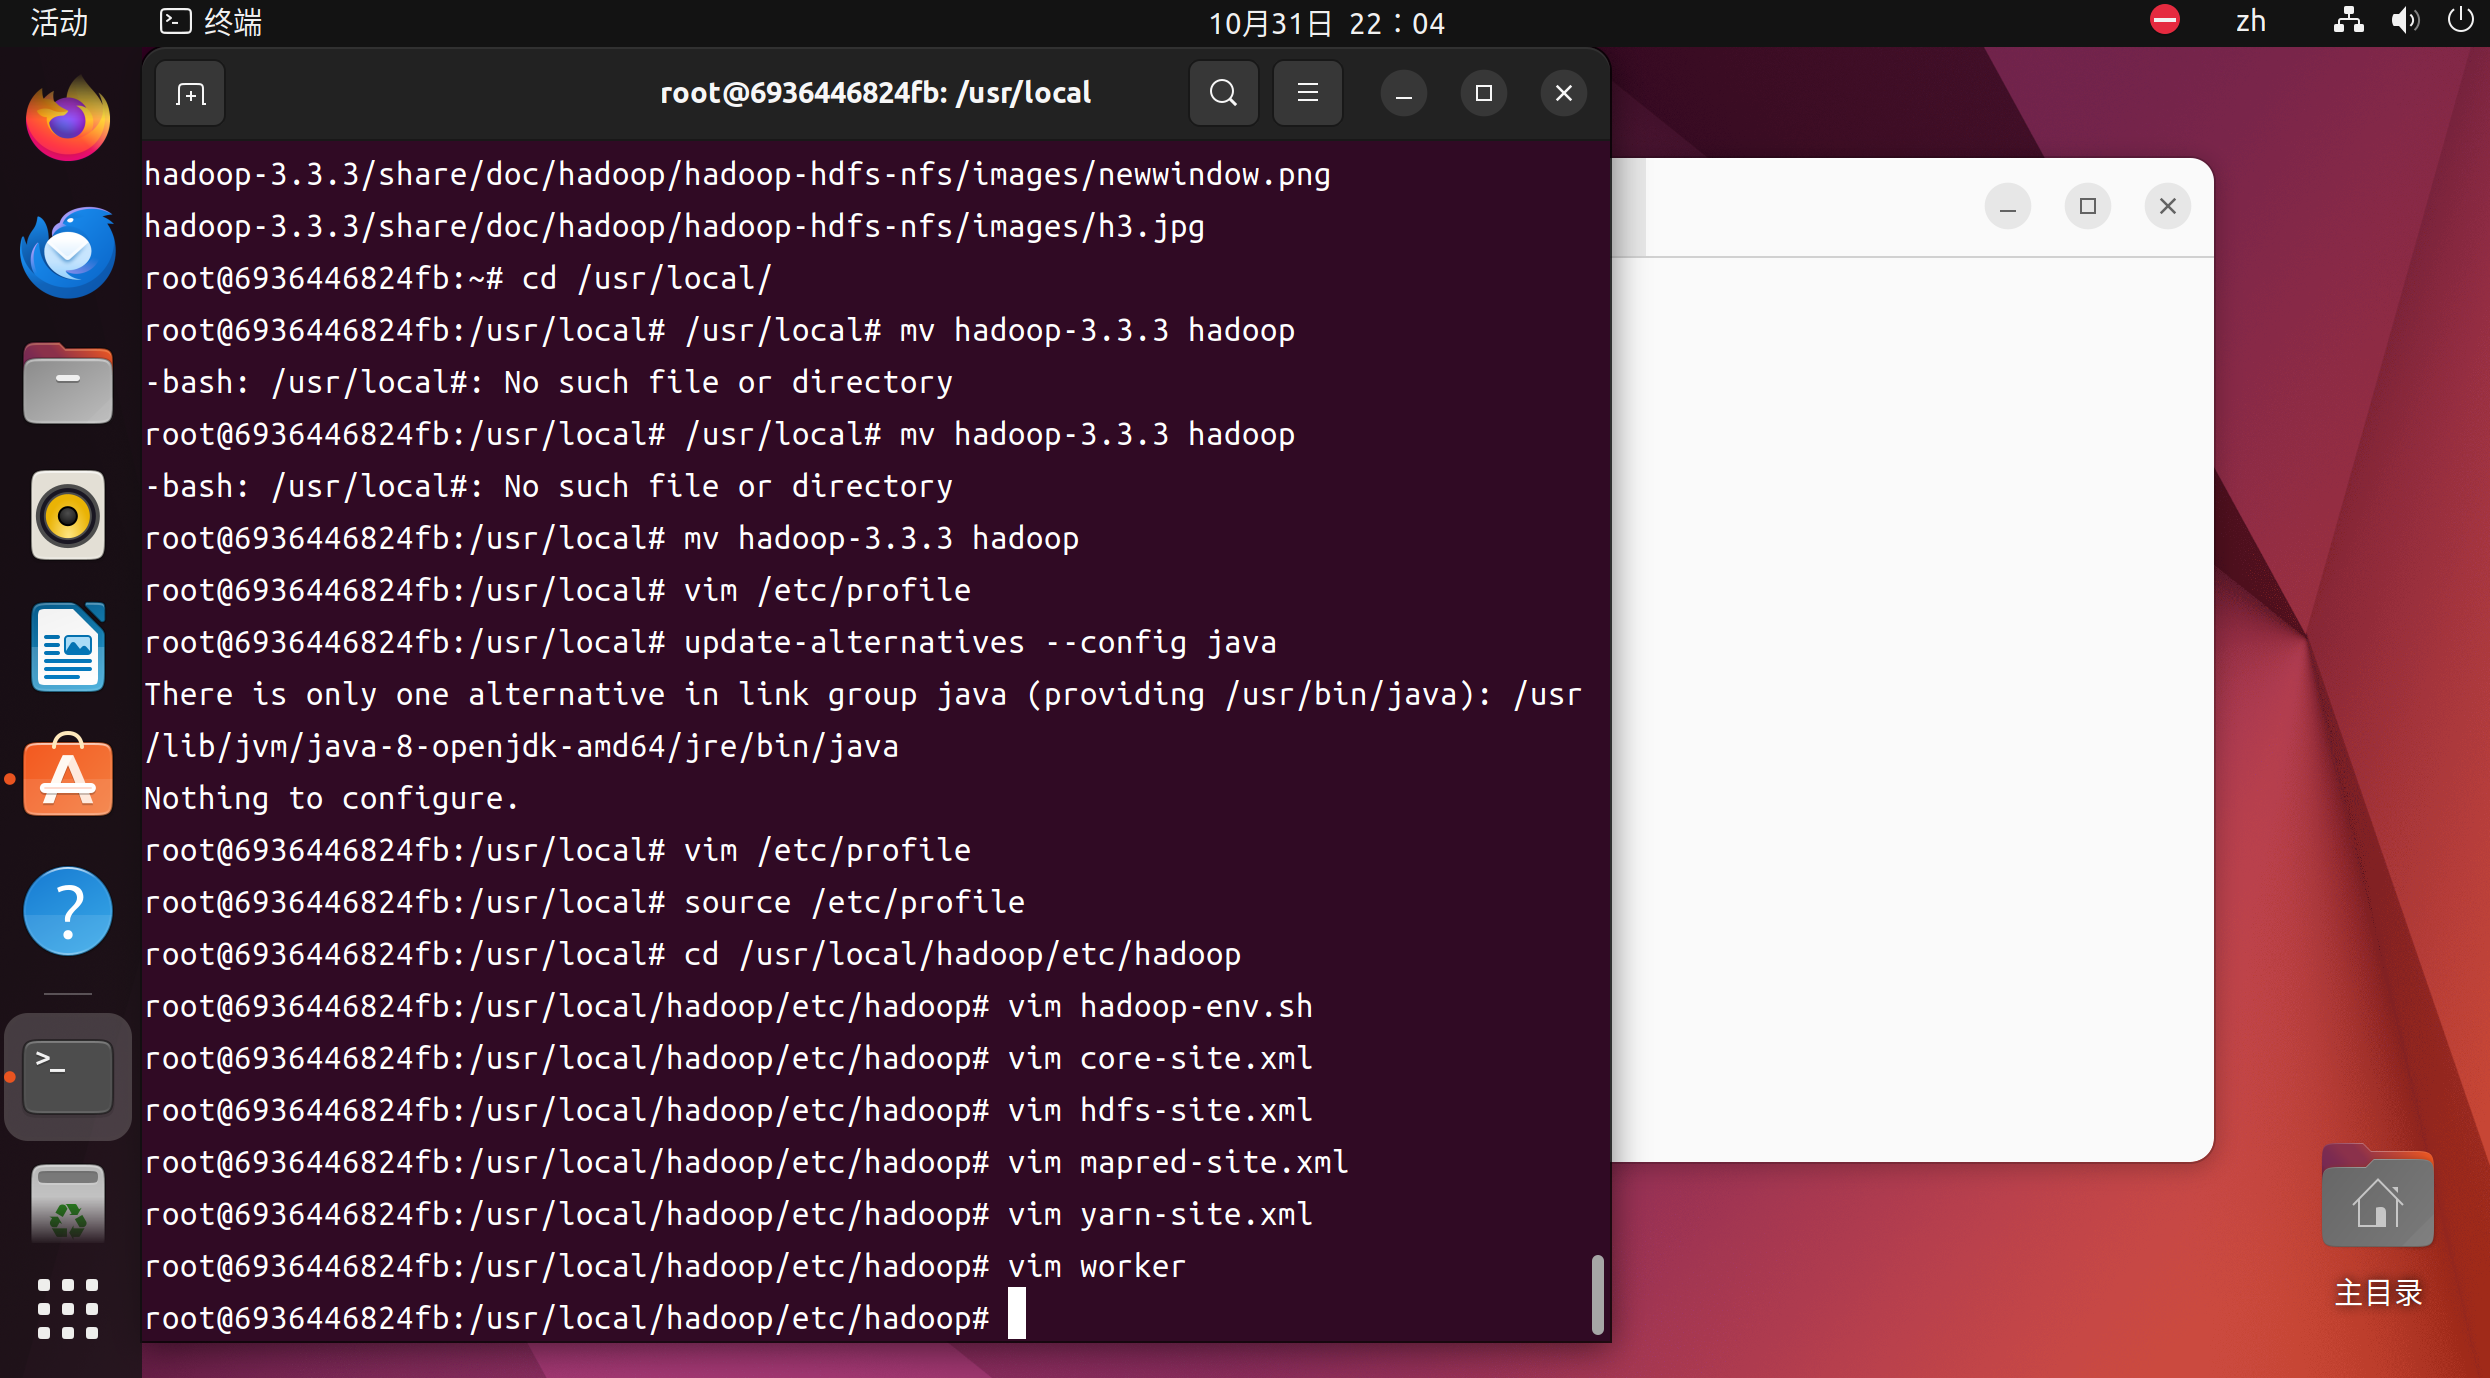 活动
终端
10月31日 22：04
zh
root@6936446824fb: /usr/local
hadoop-3.3.3/share/doc/hadoop/hadoop-hdfs-nfs/images/newwindow.png
hadoop-3.3.3/share/doc/hadoop/hadoop-hdfs-nfs/images/h3.jpg
root@6936446824fb:~# cd /usr/local/
root@6936446824fb:/usr/local# /usr/local# mv hadoop-3.3.3 hadoop
-bash: /usr/local#: No such file or directory
root@6936446824fb:/usr/local# /usr/local# mv hadoop-3.3.3 hadoop
-bash: /usr/local#: No such file or directory
root@6936446824fb:/usr/local# mv hadoop-3.3.3 hadoop
root@6936446824fb:/usr/local# vim /etc/profile
root@6936446824fb:/usr/local# update-alternatives --config java
There is only one alternative in link group java (providing /usr/bin/java): /usr
/lib/jvm/java-8-openjdk-amd64/jre/bin/java
Nothing to configure.
root@6936446824fb:/usr/local# vim /etc/profile
root@6936446824fb:/usr/local# source /etc/profile
root@6936446824fb:/usr/local# cd /usr/local/hadoop/etc/hadoop
root@6936446824fb:/usr/local/hadoop/etc/hadoop# vim hadoop-env.sh
root@6936446824fb:/usr/local/hadoop/etc/hadoop# vim core-site.xml
root@6936446824fb:/usr/local/hadoop/etc/hadoop# vim hdfs-site.xml
root@6936446824fb:/usr/local/hadoop/etc/hadoop# vim mapred-site.xml
root@6936446824fb:/usr/local/hadoop/etc/hadoop# vim yarn-site.xml
root@6936446824fb:/usr/local/hadoop/etc/hadoop# vim worker
root@6936446824fb:/usr/local/hadoop/etc/hadoop#
主目录